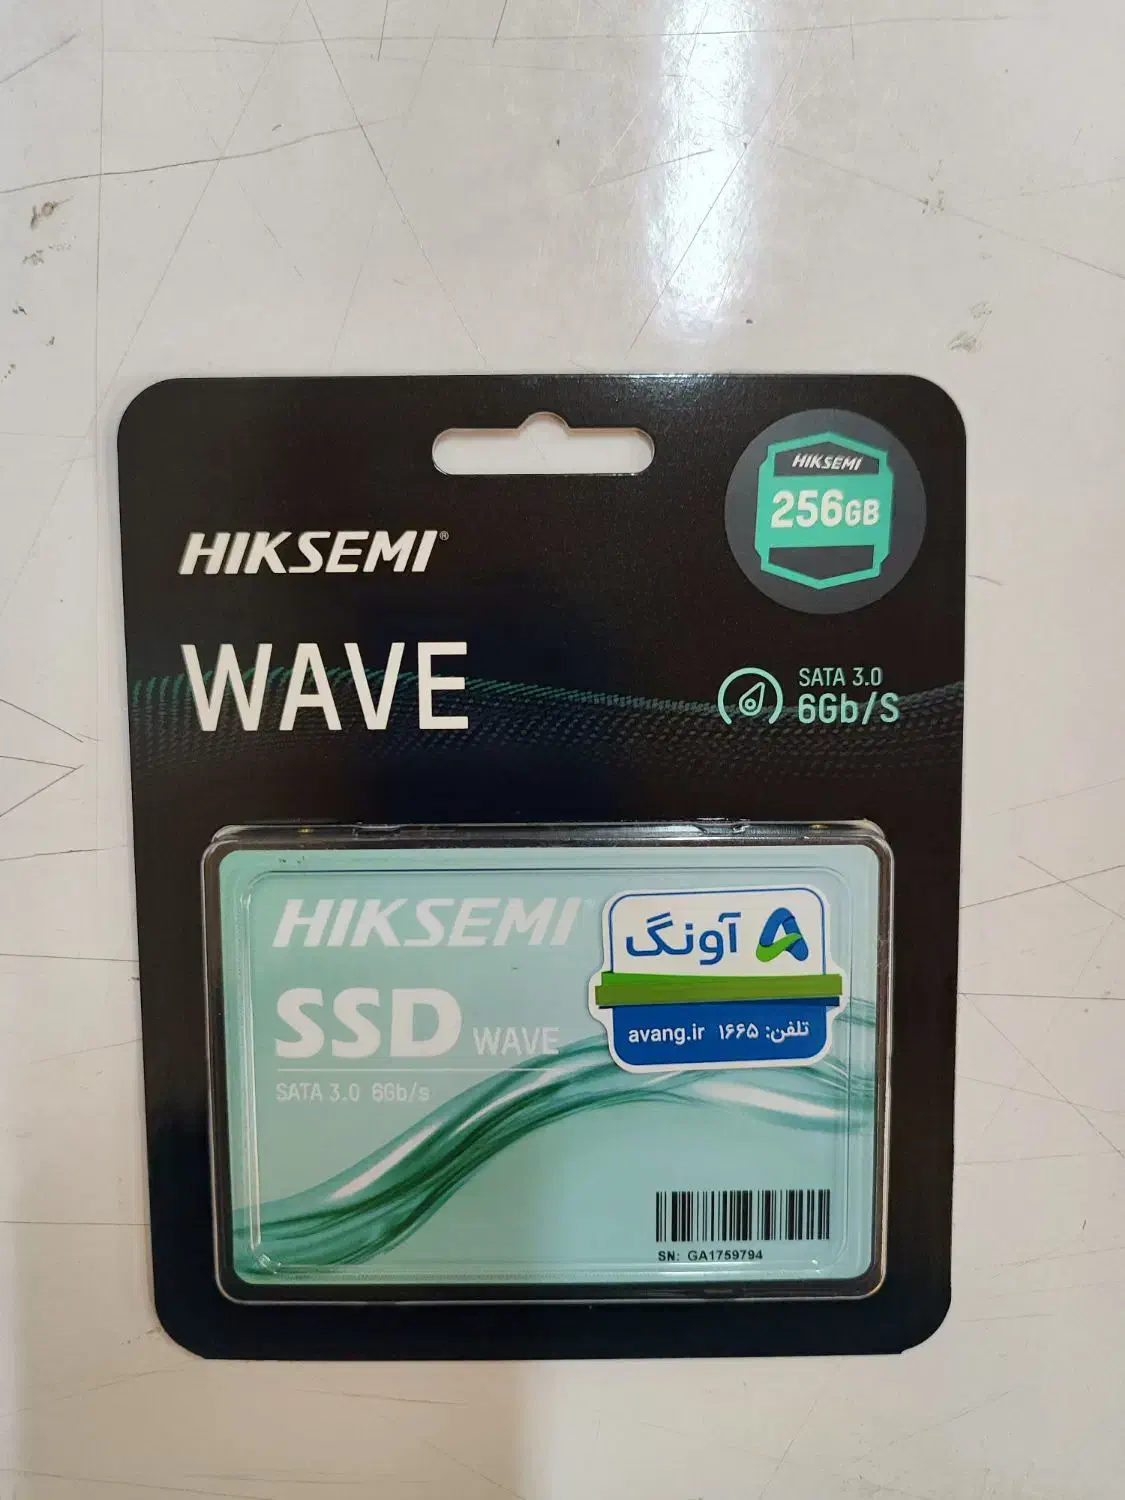 HIKSEMI
256GB
HIKSEMI®
WAVE
SATA 3.0
6Gb/S
HIKSEMI
SSD WAVE
SATA 3.0 6Gb/s
آونگ
تلفن: ۱۶۶۵ avang.ir
SN: GA1759794